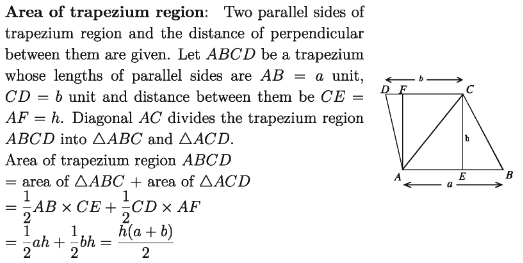 Area of trapezium region: Two parallel sides of
trapezium region and the distance of perpendicular
between them are given. Let ABCD be a trapezium
whose lengths of parallel sides are AB = a unit,
CD = b unit and distance between them be CE =
AF = h. Diagonal AC divides the trapezium region
ABCD into △ABC and △ACD.
Area of trapezium region ABCD
= area of △ABC + area of △ACD
= 1/2 AB × CE + 1/2 CD × AF
= 1/2 ah + 1/2 bh = h(a + b)/2
b
D F C
h
A E B
a